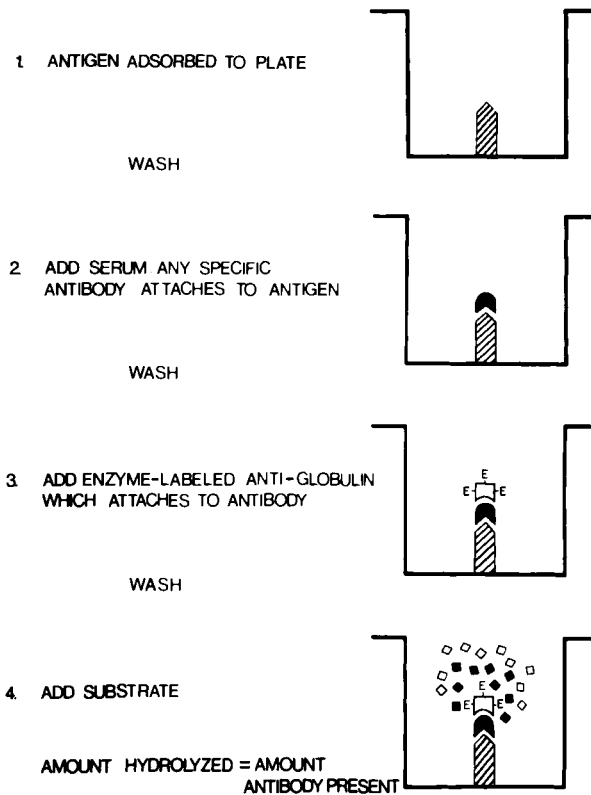 1. ANTIGEN ADSORBED TO PLATE
WASH
2. ADD SERUM ANY SPECIFIC
ANTIBODY ATTACHES TO ANTIGEN
WASH
3. ADD ENZYME-LABELED ANTI-GLOBULIN
WHICH ATTACHES TO ANTIBODY
E
E E
WASH
4. ADD SUBSTRATE
E
E E
AMOUNT HYDROLYZED = AMOUNT
ANTIBODY PRESENT